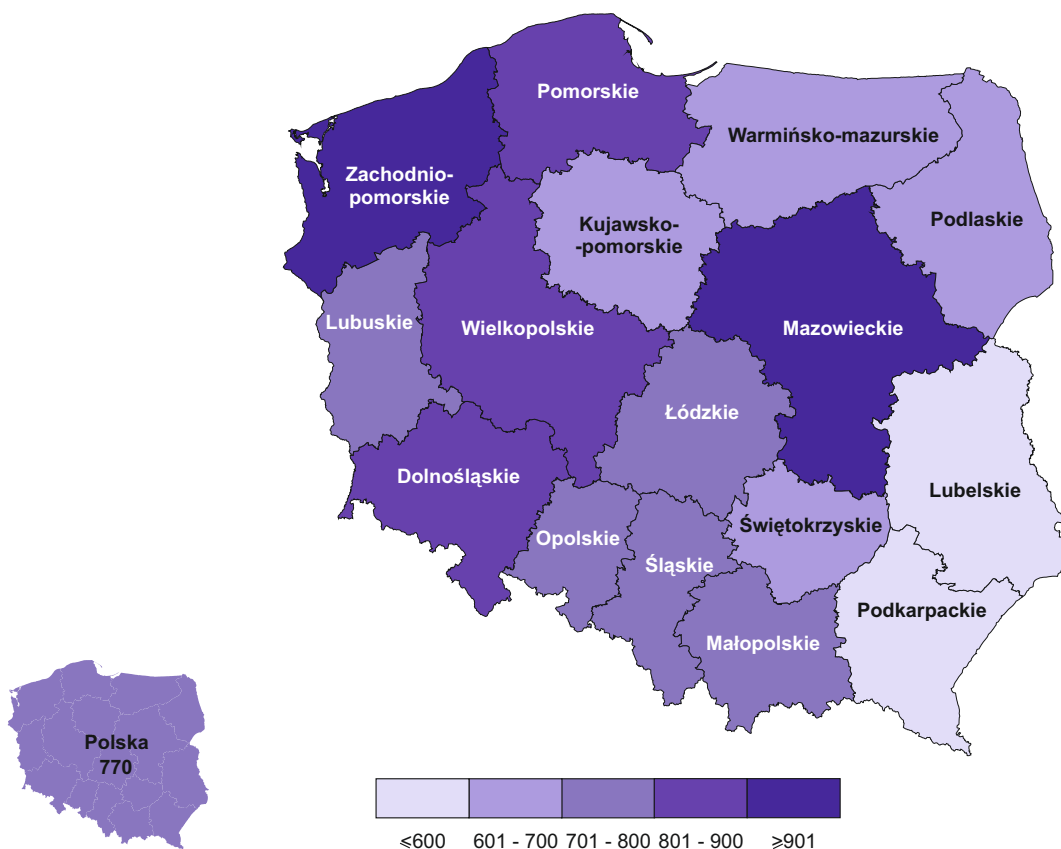 Pomorskie
Warmińsko-mazurskie
Zachodnio-
pomorskie
Kujawsko-
-pomorskie
Podlaskie
Lubuskie
Wielkopolskie
Mazowieckie
Łódzkie
Dolnośląskie
Lubelskie
Opolskie
Świętokrzyskie
Śląskie
Podkarpackie
Małopolskie
Polska
770
⩽600 601 - 700 701 - 800 801 - 900 ⩾901